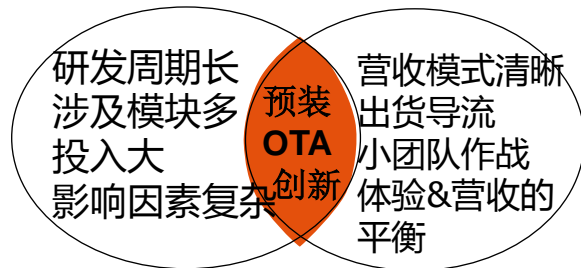 研发周期长
涉及模块多
投入大
影响因素复杂
预装
OTA
创新
营收模式清晰
出货导流
小团队作战
体验&营收的
平衡